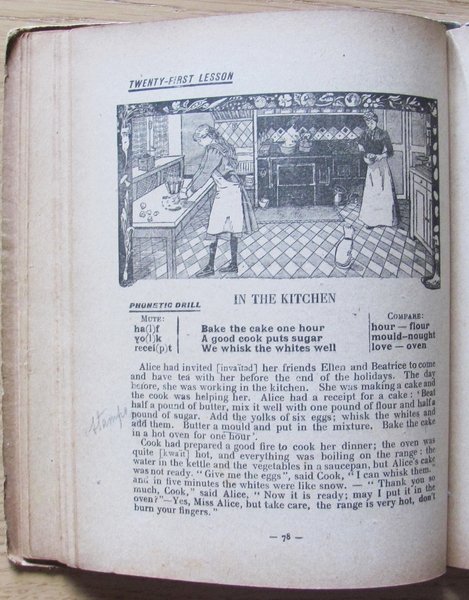 TWENTY-FIRST LESSON
IN THE KITCHEN
PHONETIC DRILL
MUTE:
ha(l)f
yo(l)k
recei(p)t
Bake the cake one hour
A good cook puts sugar
We whisk the whites well
COMPARE:
hour — flour
mould—nought
love — oven
Alice had invited [invaïtɑd] her friends Ellen and Beatrice to come
and have tea with her before the end of the holidays. The day
before, she was working in the kitchen. She was making a cake and
the cook was helping her. Alice had a receipt for a cake : 'Beat
half a pound of butter, mix it well with one pound of flour and half a
pound of sugar. Add the yolks of six eggs; whisk the whites and
add them. Butter a mould and put in the mixture. Bake the cake
in a hot oven for one hour'.
Cook had prepared a good fire to cook her dinner; the oven was
quite [kwaït] hot, and everything was boiling on the range : the
water in the kettle and the vegetables in a saucepan, but Alice's cake
was not ready. "Give me the eggs", said Cook, "I can whisk them."
and in five minutes the whites were like snow. — "Thank you so
much, Cook," said Alice, "Now it is ready; may I put it in the
oven?"—Yes, Miss Alice, but take care, the range is very hot, don't
burn your fingers."
stamps
— 78 —